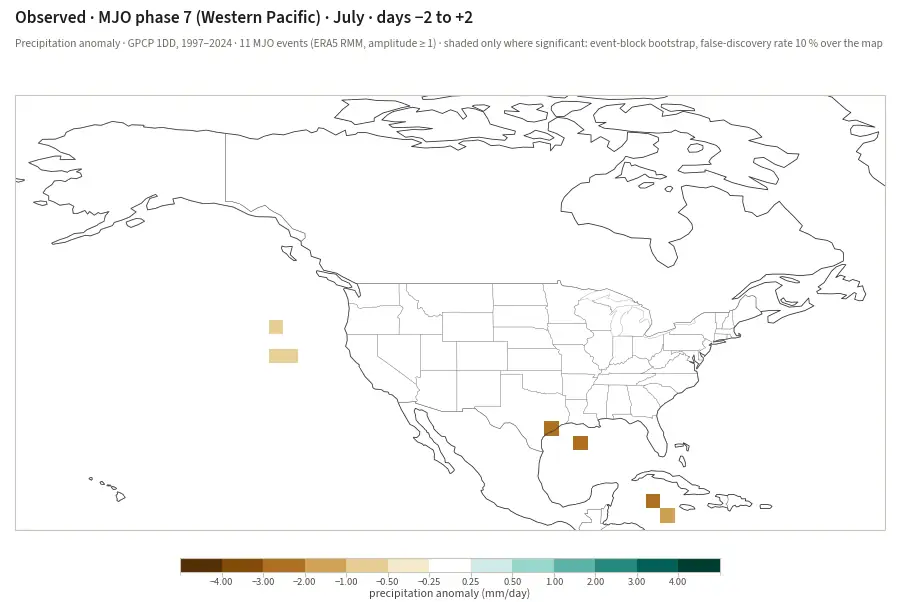 Observed · MJO phase 7 (Western Pacific) · July · days −2 to +2
Precipitation anomaly · GPCP 1DD, 1997–2024 · 11 MJO events (ERA5 RMM, amplitude ≥ 1) · shaded only where significant: event-block bootstrap, false-discovery rate 10 % over the map
−4.00 −3.00 −2.00 −1.00 −0.50 −0.25 0.25 0.50 1.00 2.00 3.00 4.00
precipitation anomaly (mm/day)